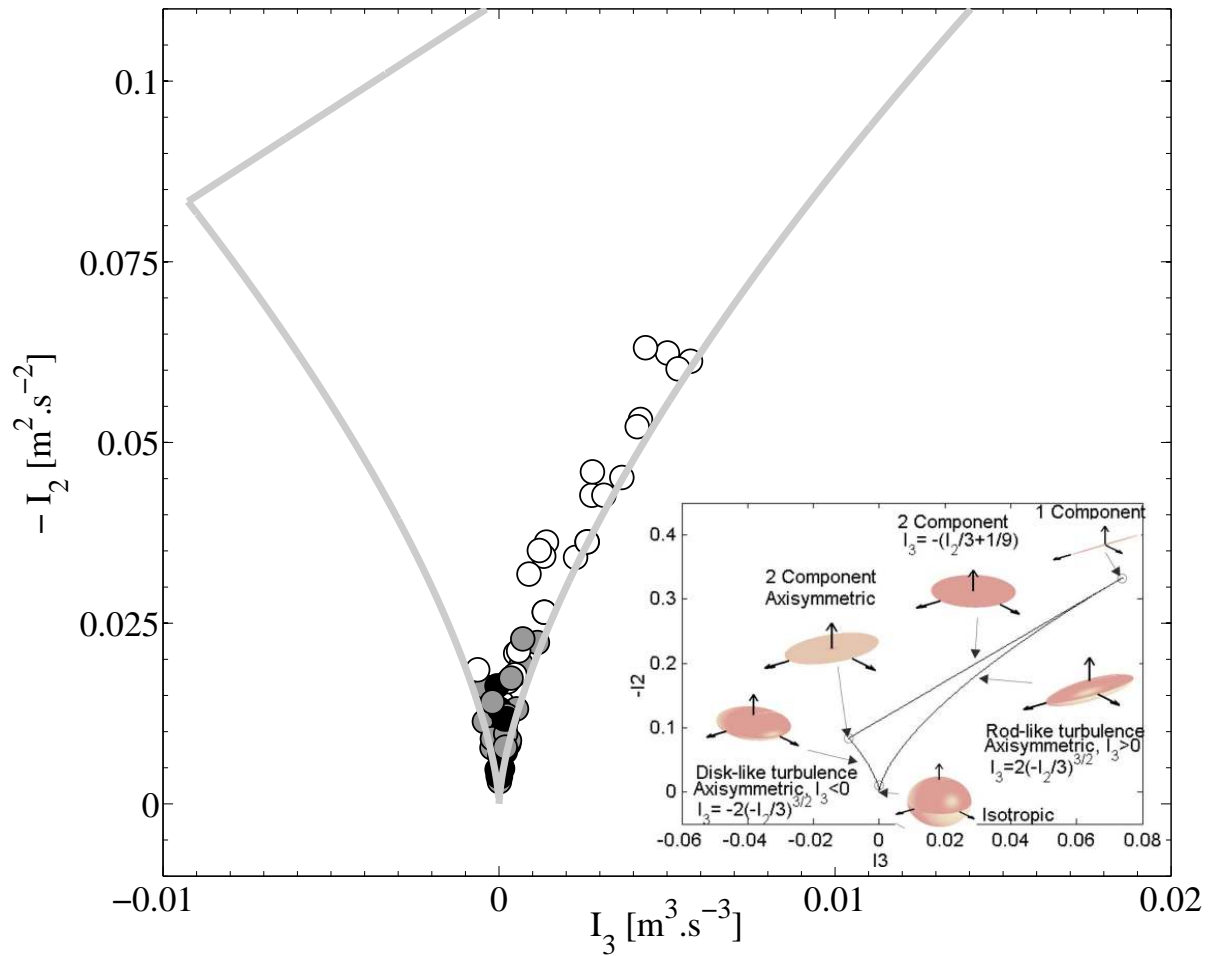 0.1
0.075
0.05
0.025
0
− I₂ [m².s⁻²]
−0.01
0
0.01
0.02
I₃ [m³.s⁻³]
0.4
0.3
0.2
0.1
0
-I2
-0.06
-0.04
-0.02
0
0.02
0.04
0.06
0.08
I3
1 Component
2 Component
I₃= -(I₂/3+1/9)
2 Component
Axisymmetric
Rod-like turbulence
Axisymmetric, I₃>0
I₃=2(-I₂/3)³ᐟ²
Disk-like turbulence
Axisymmetric, I₃<0
I₃= -2(-I₂/3)³ᐟ²
Isotropic